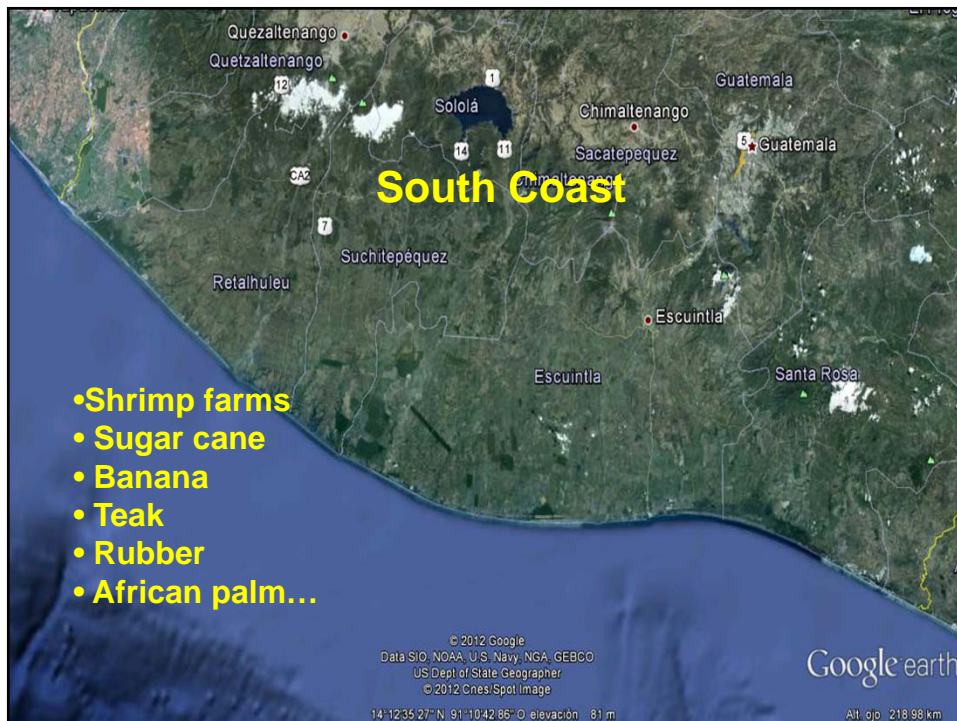 Quezaltenango
Quetzaltenango
12
1
Sololá
Chimaltenango
Guatemala
5
Guatemala
14
11
Sacatepequez
CA2
South Coast
7
Suchitepéquez
Retalhuleu
Escuintla
Escuintla
Santa Rosa
•Shrimp farms
• Sugar cane
• Banana
• Teak
• Rubber
• African palm…
© 2012 Google
Data SIO, NOAA, U.S. Navy, NGA, GEBCO
US Dept of State Geographer
© 2012 Cnes/Spot Image
Google earth
14°12'35.27" N 91°10'42.86" O elevación 81 m
Alt. ojo 218.98 km